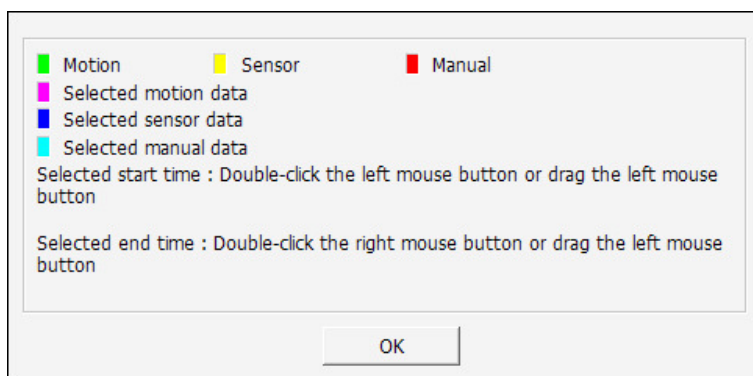 Motion Sensor Manual
Selected motion data
Selected sensor data
Selected manual data
Selected start time : Double-click the left mouse button or drag the left mouse
button
Selected end time : Double-click the right mouse button or drag the left mouse
button
OK